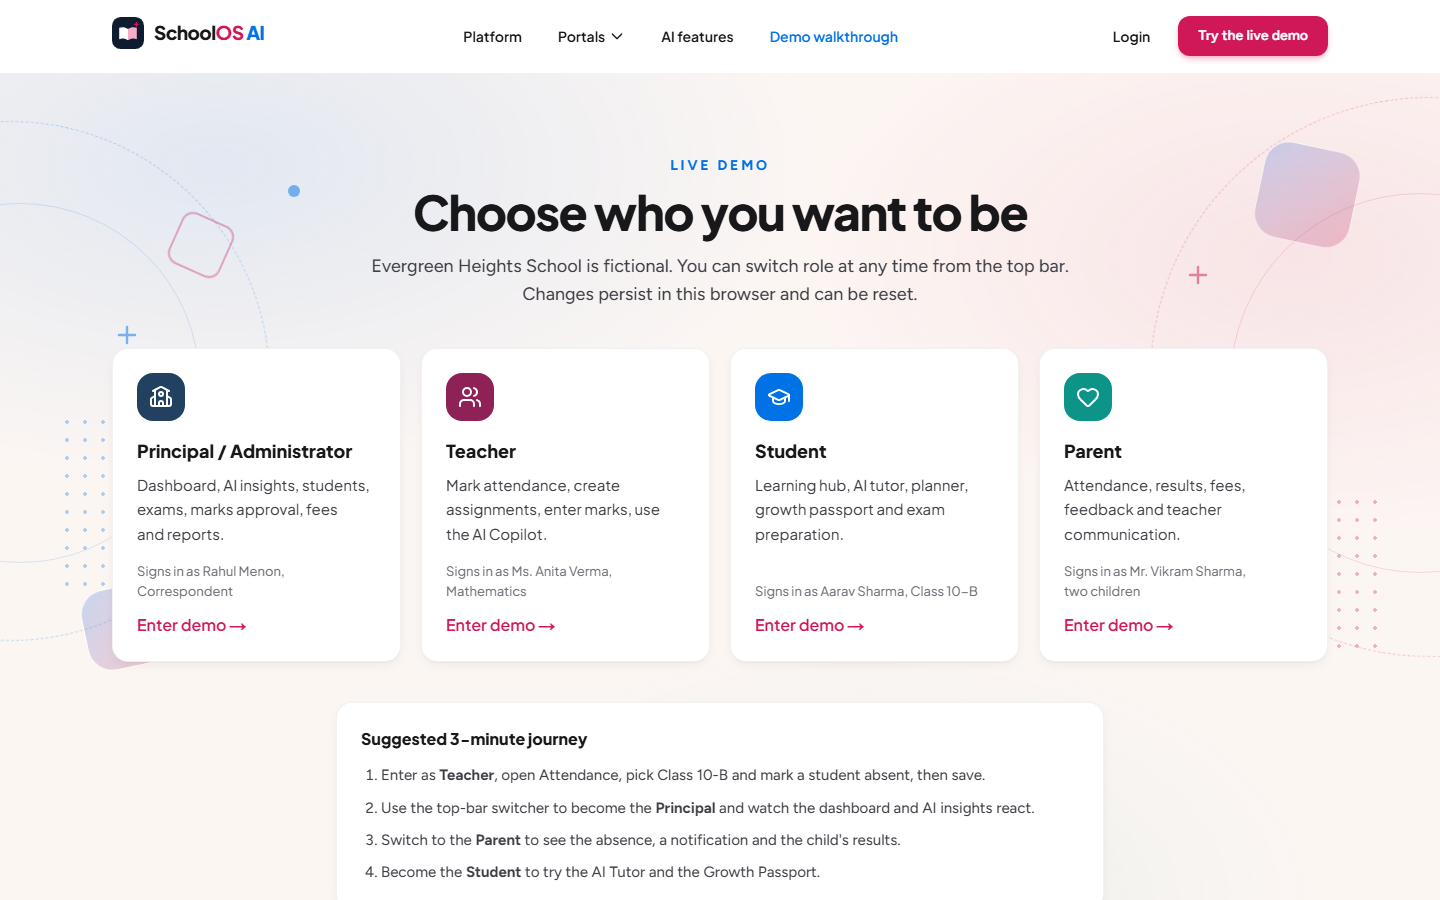 SchoolOS AI
Platform
Portals
AI features
Demo walkthrough
Login
Try the live demo
LIVE DEMO
Choose who you want to be
Evergreen Heights School is fictional. You can switch role at any time from the top bar.
Changes persist in this browser and can be reset.
Principal / Administrator
Dashboard, AI insights, students,
exams, marks approval, fees
and reports.
Signs in as Rahul Menon,
Correspondent
Enter demo →
Teacher
Mark attendance, create
assignments, enter marks, use
the AI Copilot.
Signs in as Ms. Anita Verma,
Mathematics
Enter demo →
Student
Learning hub, AI tutor, planner,
growth passport and exam
preparation.
Signs in as Aarav Sharma, Class 10-B
Enter demo →
Parent
Attendance, results, fees,
feedback and teacher
communication.
Signs in as Mr. Vikram Sharma,
two children
Enter demo →
Suggested 3-minute journey
1. Enter as Teacher, open Attendance, pick Class 10-B and mark a student absent, then save.
2. Use the top-bar switcher to become the Principal and watch the dashboard and AI insights react.
3. Switch to the Parent to see the absence, a notification and the child's results.
4. Become the Student to try the AI Tutor and the Growth Passport.